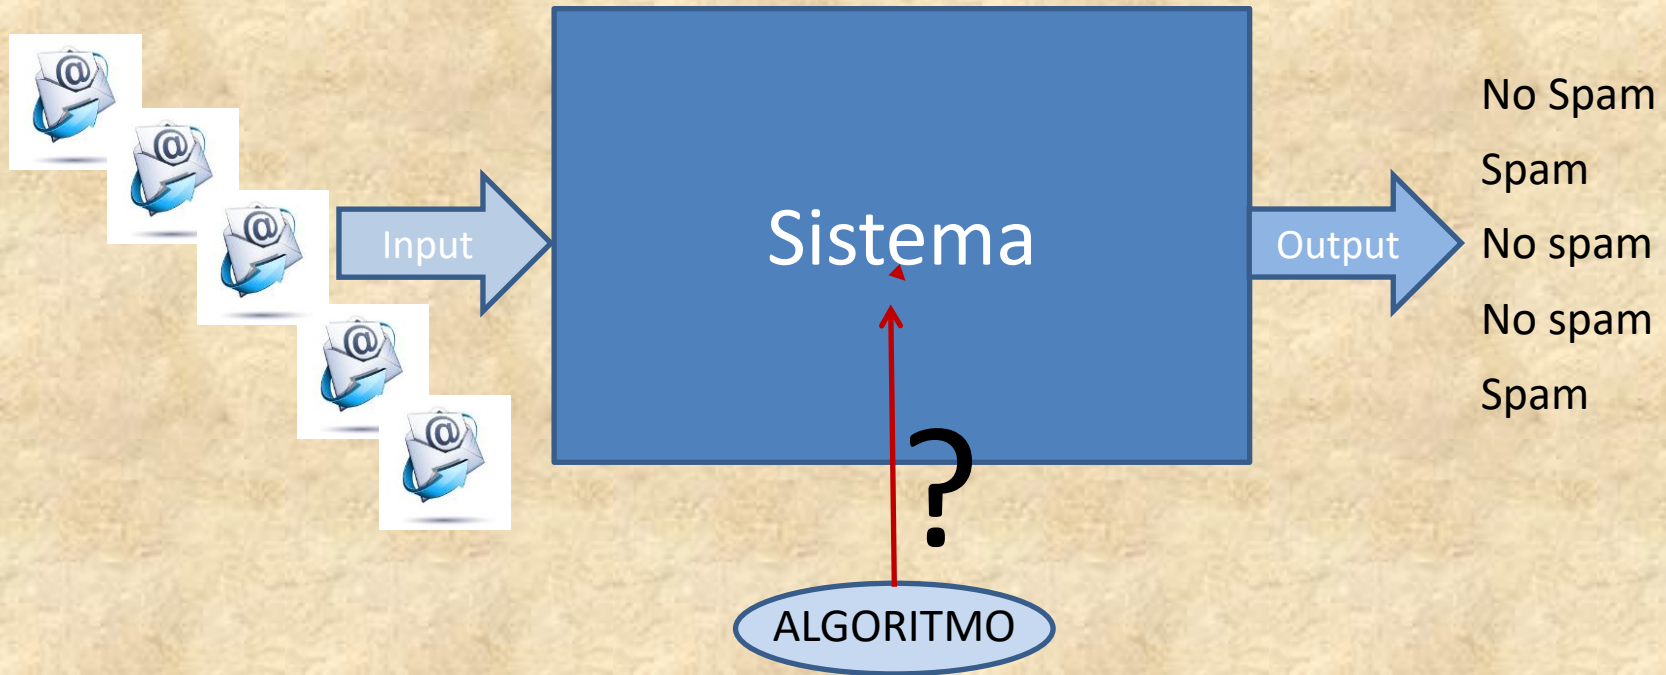 Input
Sistema
Output
No Spam
Spam
No spam
No spam
Spam
?
ALGORITMO